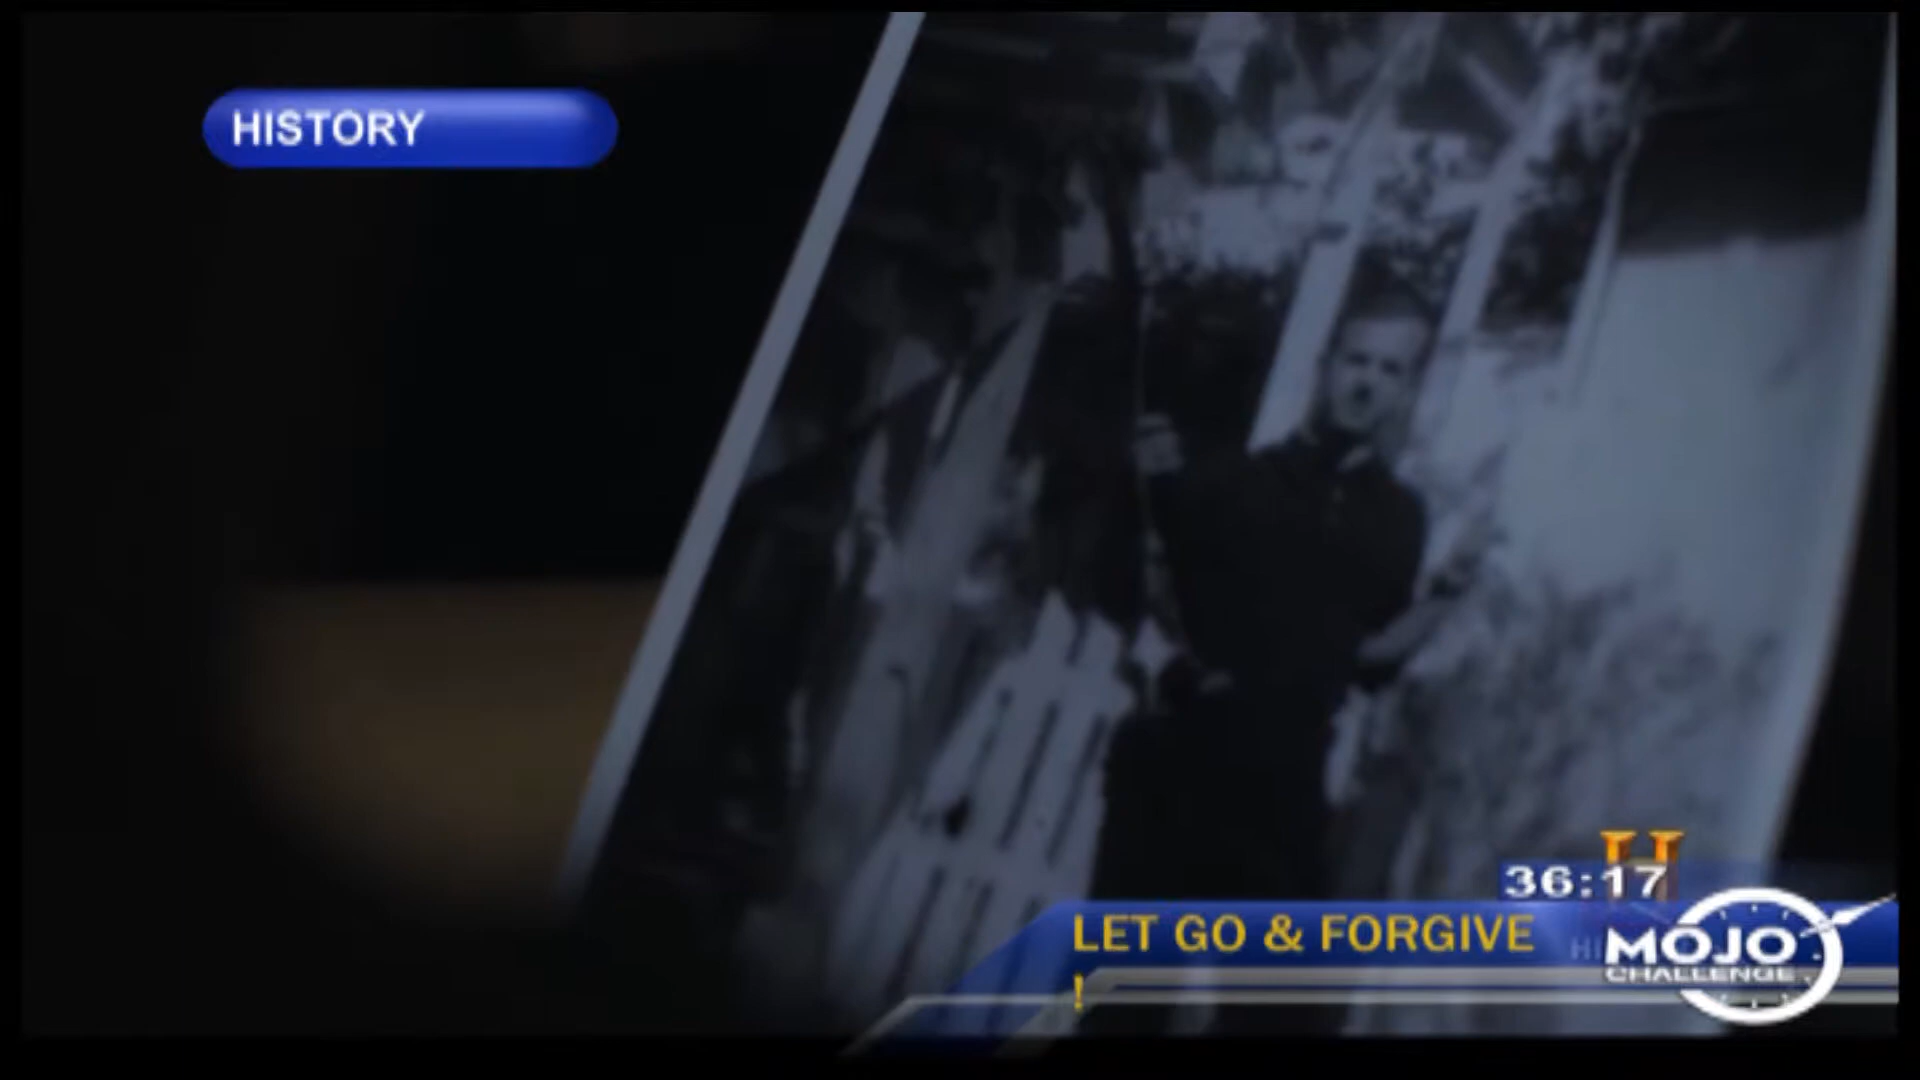 HISTORY
36:17
LET GO & FORGIVE
!
MOJO
CHALLENGE